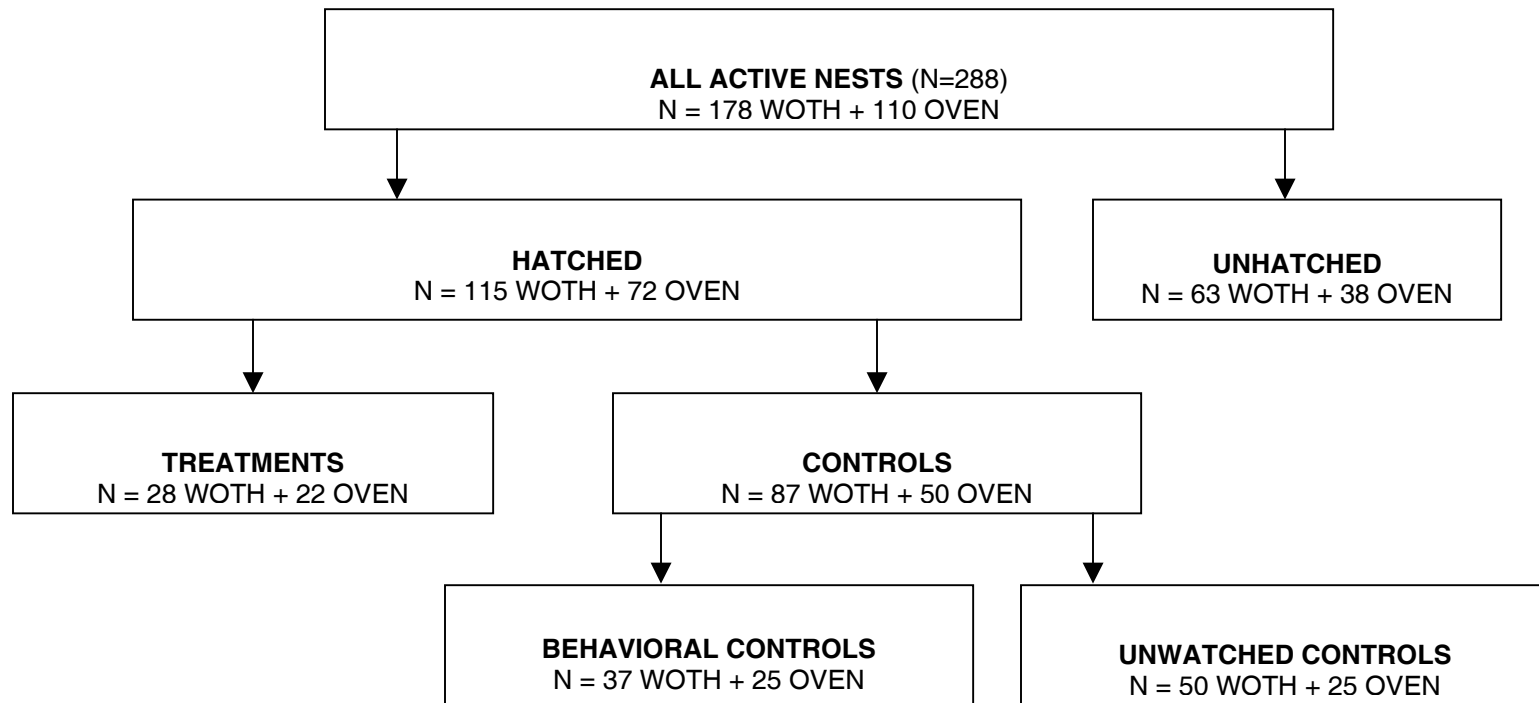 ALL ACTIVE NESTS (N=288)
N = 178 WOTH + 110 OVEN
HATCHED
N = 115 WOTH + 72 OVEN
UNHATCHED
N = 63 WOTH + 38 OVEN
TREATMENTS
N = 28 WOTH + 22 OVEN
CONTROLS
N = 87 WOTH + 50 OVEN
BEHAVIORAL CONTROLS
N = 37 WOTH + 25 OVEN
UNWATCHED CONTROLS
N = 50 WOTH + 25 OVEN